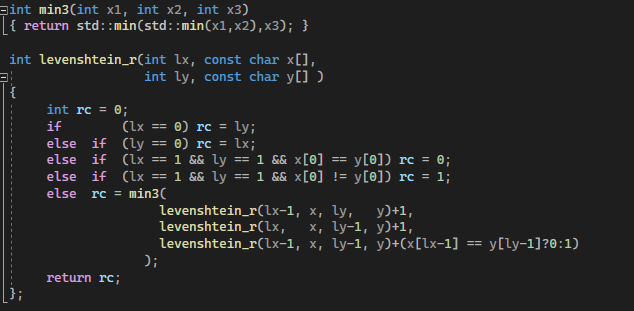 int min3(int x1, int x2, int x3)
{ return std::min(std::min(x1,x2),x3); }

int levenshtein_r(int lx, const char x[],
                  int ly, const char y[] )
{
     int rc = 0;
     if        (lx == 0) rc = ly;
     else  if  (ly == 0) rc = lx;
     else  if  (lx == 1 && ly == 1 && x[0] == y[0]) rc = 0;
     else  if  (lx == 1 && ly == 1 && x[0] != y[0]) rc = 1;
     else  rc = min3(
                    levenshtein_r(lx-1, x, ly,   y)+1,
                    levenshtein_r(lx,   x, ly-1, y)+1,
                    levenshtein_r(lx-1, x, ly-1, y)+(x[lx-1] == y[ly-1]?0:1)
                  );
     return rc;
};